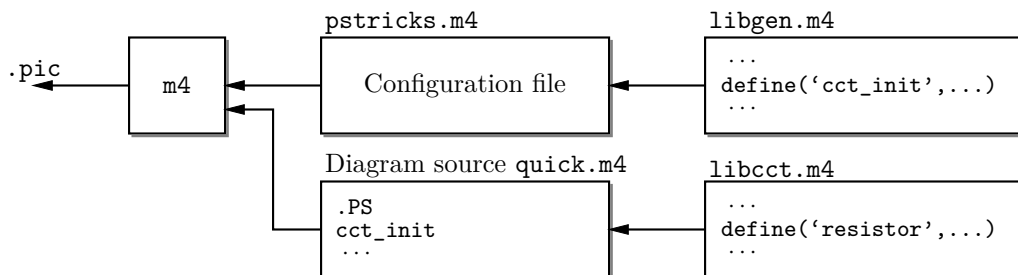 pstricks.m4
libgen.m4
.pic
m4
Configuration file
...
define(‘cct_init’,...)
...
Diagram source quick.m4
libcct.m4
.PS
cct_init
...
...
define(‘resistor’,...)
...